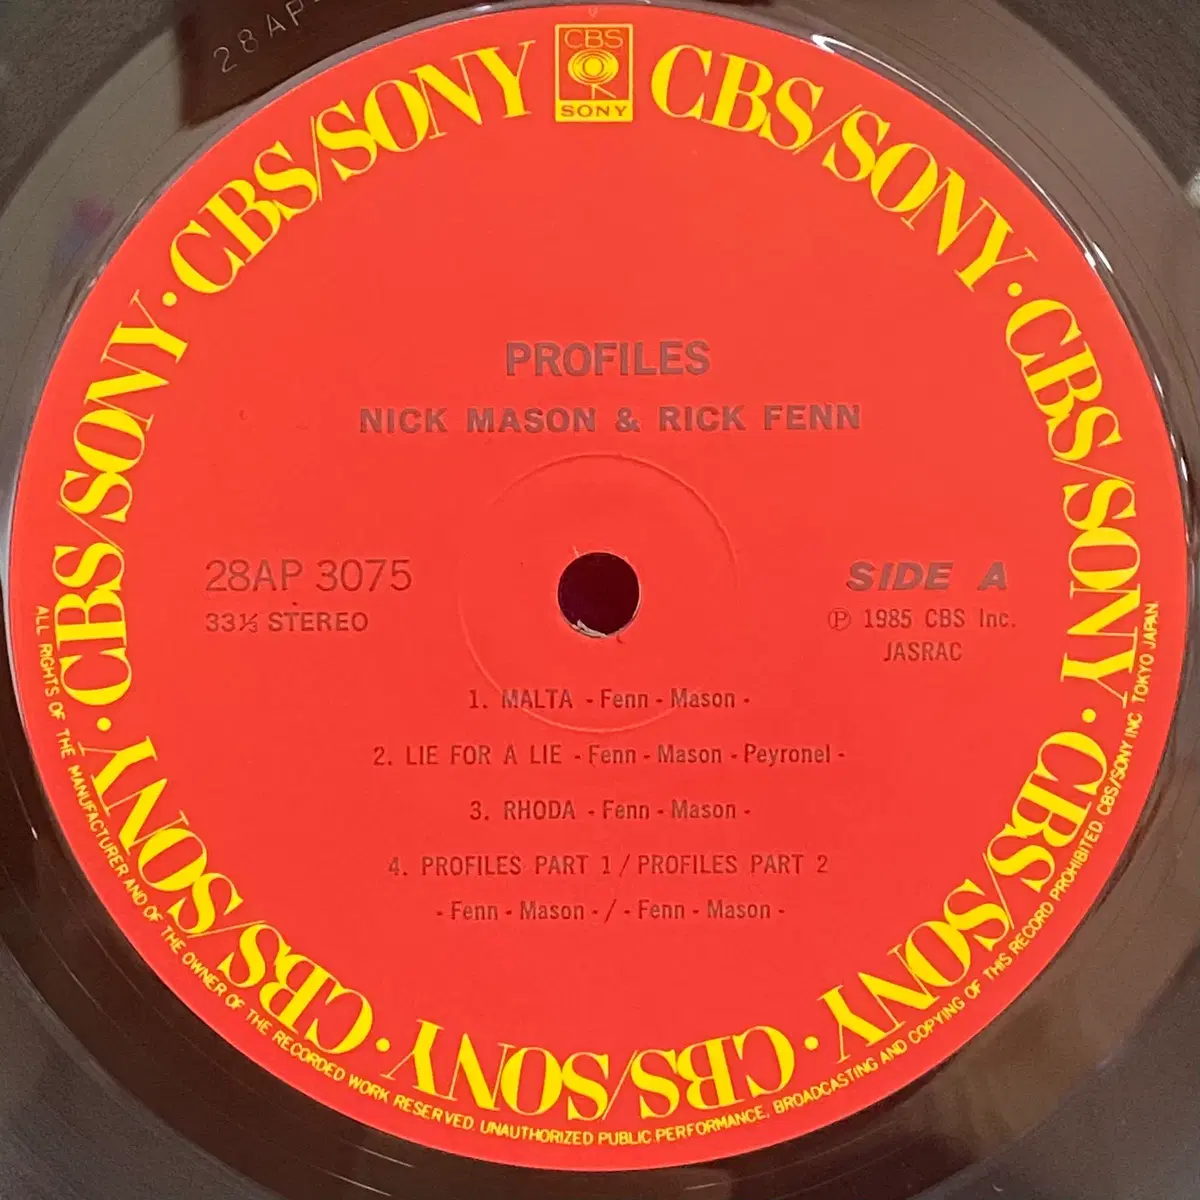 28AP
CBS
SONY
CBS/SONY · CBS/SONY · CBS/SONY · CBS/SONY · CBS/SONY · CBS/SONY · CBS/SONY · CBS/SONY
PROFILES
NICK MASON & RICK FENN
28AP 3075
33⅓ STEREO
SIDE A
Ⓟ 1985 CBS Inc.
JASRAC
1. MALTA - Fenn - Mason -
2. LIE FOR A LIE - Fenn - Mason - Peyronel -
3. RHODA - Fenn - Mason -
4. PROFILES PART 1 / PROFILES PART 2
- Fenn - Mason - / - Fenn - Mason -
ALL RIGHTS OF THE MANUFACTURER AND OF THE OWNER OF THE RECORDED WORK RESERVED. UNAUTHORIZED PUBLIC PERFORMANCE, BROADCASTING AND COPYING OF THIS RECORD PROHIBITED CBS/SONY INC TOKYO JAPAN